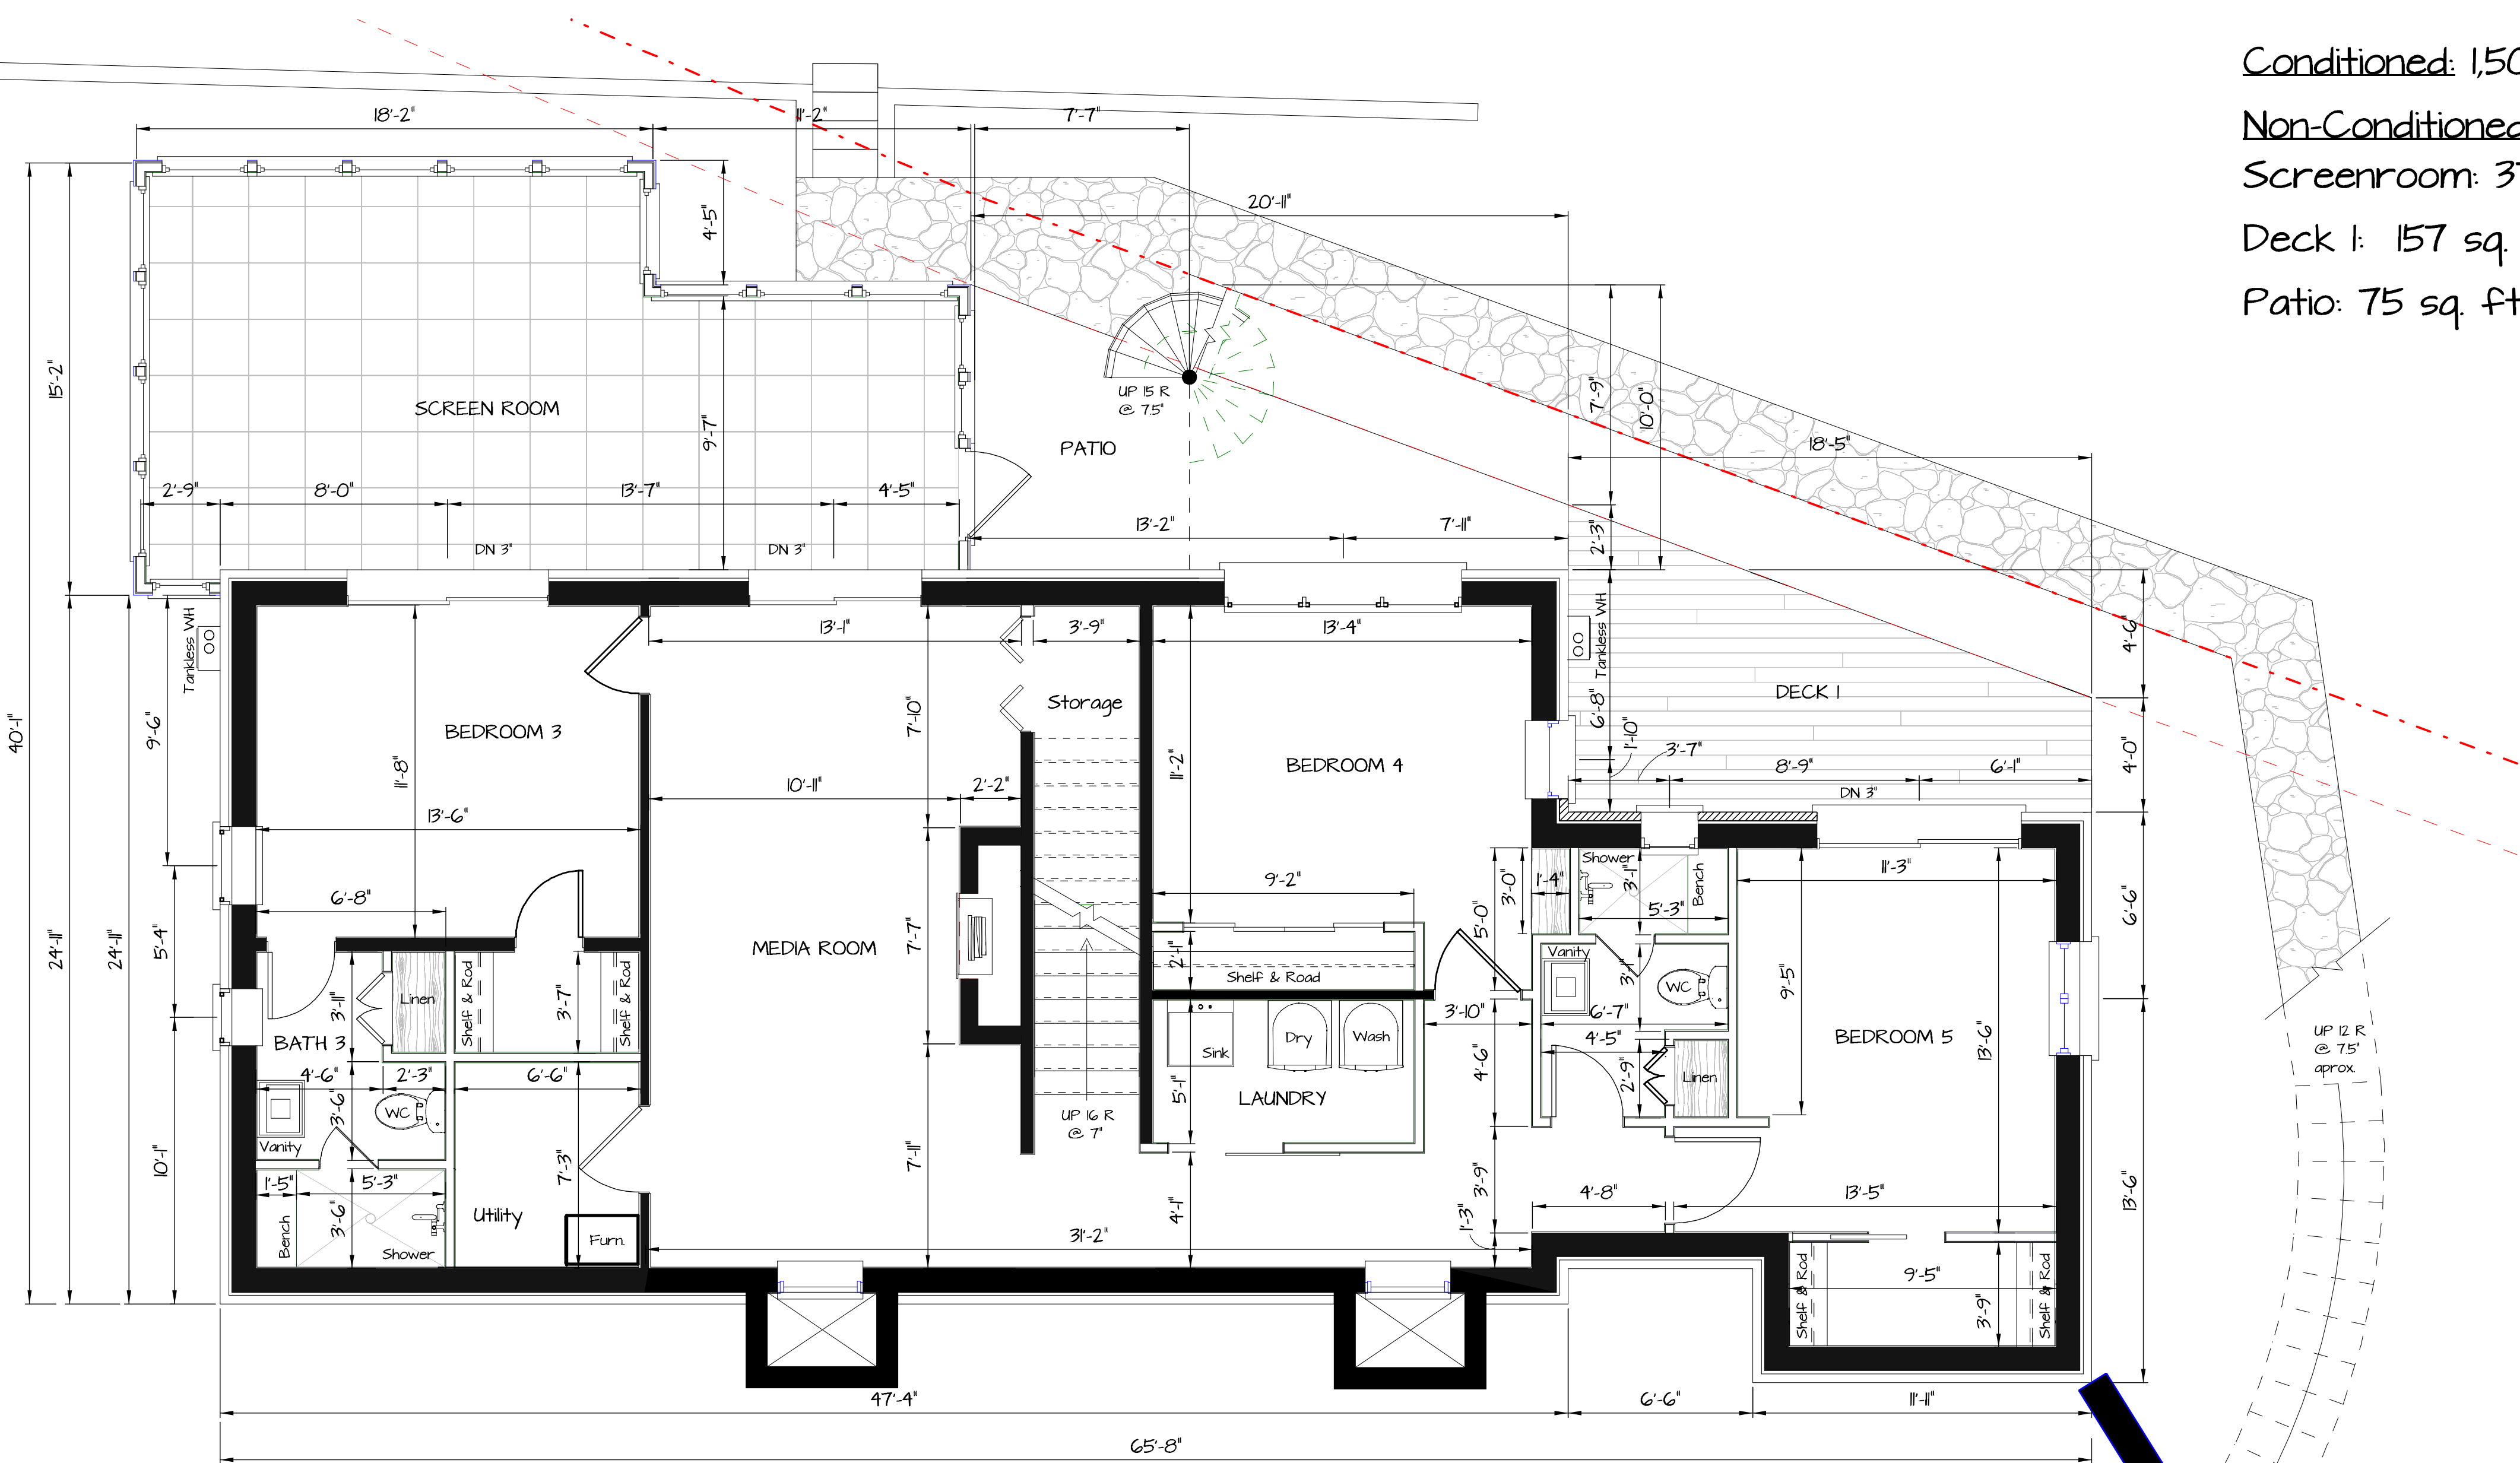 Conditioned: 1,50
Non-Conditioned
Screenroom: 37
Deck 1: 157 sq.
Patio: 75 sq. ft
18'-2"
11'-2"
7'-7"
20'-11"
4'-5"
15'-2"
SCREEN ROOM
9'-7"
UP 15 R
@ 7.5"
PATIO
7'-9"
10'-0"
18'-5"
2'-9"
8'-0"
13'-7"
4'-5"
13'-2"
7'-11"
2'-3"
DN 3"
DN 3"
Tankless WH
13'-1"
3'-9"
13'-4"
Tankless WH
4'-6"
40'-1"
9'-6"
BEDROOM 3
7'-10"
Storage
6'-8"
1'-10"
DECK 1
11'-8"
11'-2"
BEDROOM 4
3'-7"
8'-9"
6'-1"
4'-0"
10'-11"
2'-2"
DN 3"
13'-6"
6'-8"
9'-2"
3'-0"
1'-4"
Shower
3'-1"
Bench
11'-3"
5'-3"
6'-6"
24'-11"
24'-11"
5'-4"
MEDIA ROOM
7'-7"
5'-0"
2'-1"
Shelf & Road
Vanity
3'-11"
WC
9'-5"
3'-11"
Linen
Shelf & Rod
3'-7"
Shelf & Rod
3'-10"
6'-7"
BATH 3
Sink
Dry
Wash
4'-5"
BEDROOM 5
13'-6"
UP 12 R
@ 7.5"
aprox.
4'-6"
2'-3"
6'-6"
4'-6"
2'-9"
Linen
3'-6"
WC
Vanity
5'-1"
LAUNDRY
UP 16 R
@ 7"
10'-1"
7'-3"
7'-11"
1'-5"
5'-3"
3'-6"
Bench
Shower
Utility
Furn.
31'-2"
4'-1"
3'-9"
1'-3"
4'-8"
13'-5"
13'-6"
Shelf & Rod
9'-5"
3'-9"
Shelf & Rod
47'-4"
6'-6"
11'-11"
65'-8"